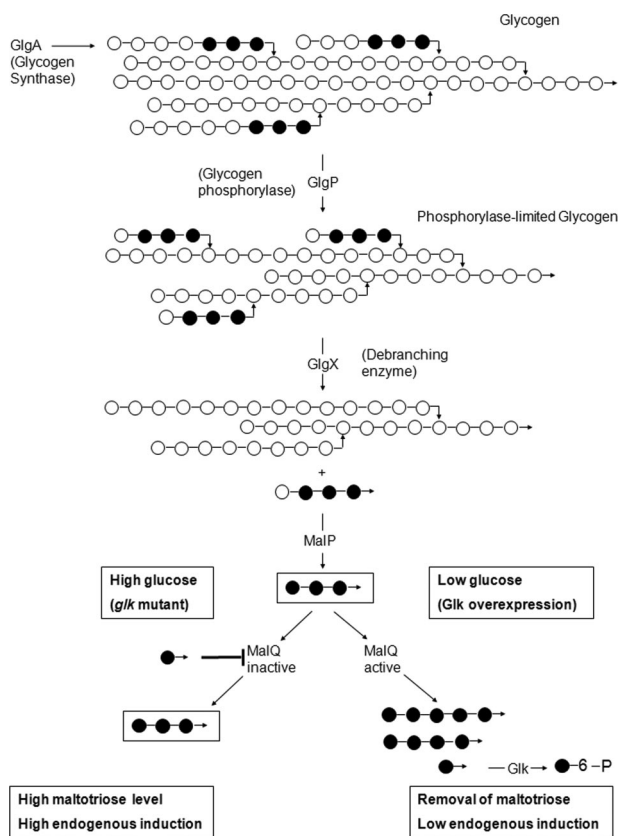 Glycogen
GlgA
(Glycogen
Synthase)
(Glycogen
phosphorylase)
GlgP
Phosphorylase-limited Glycogen
GlgX
(Debranching
enzyme)
+
MalP
High glucose
(glk mutant)
Low glucose
(Glk overexpression)
MalQ
inactive
MalQ
active
Glk
6 -P
High maltotriose level
High endogenous induction
Removal of maltotriose
Low endogenous induction